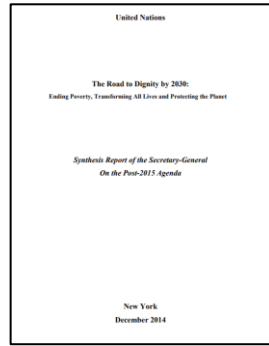 United Nations
The Road to Dignity by 2030:
Ending Poverty, Transforming All Lives and Protecting the Planet
Synthesis Report of the Secretary-General
On the Post-2015 Agenda
New York
December 2014